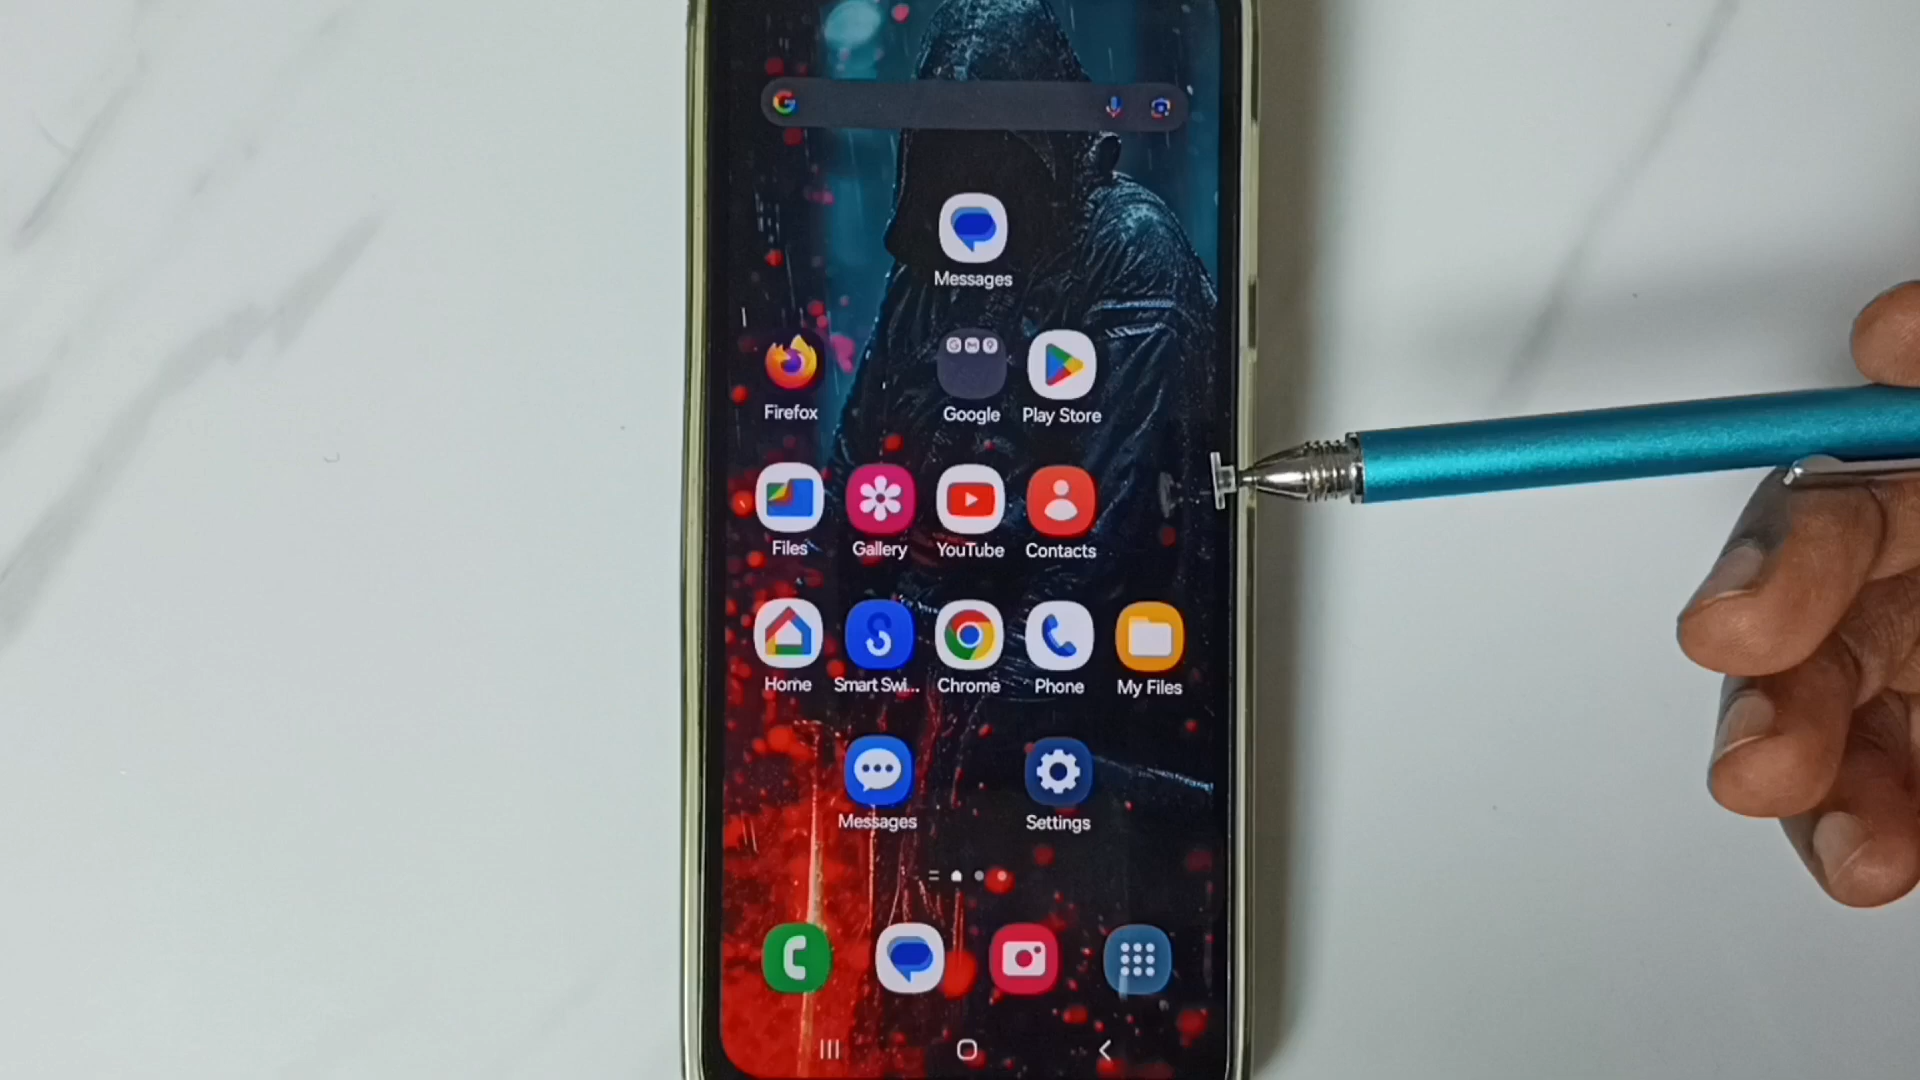 Messages
Firefox
Google
Play Store
Files
Gallery
YouTube
Contacts
Home
Smart Swi...
Chrome
Phone
My Files
Messages
Settings